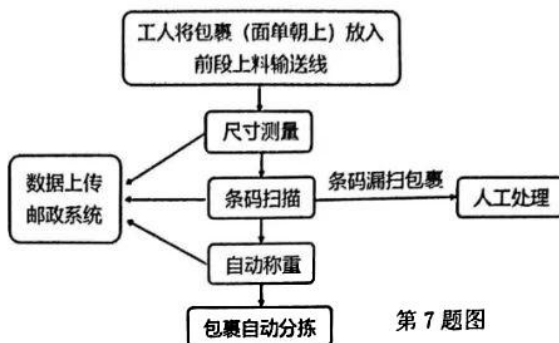 工人将包裹（面单朝上）放入
前段上料输送线
尺寸测量
数据上传
邮政系统
条码扫描
条码漏扫包裹
人工处理
自动称重
包裹自动分拣
第7题图